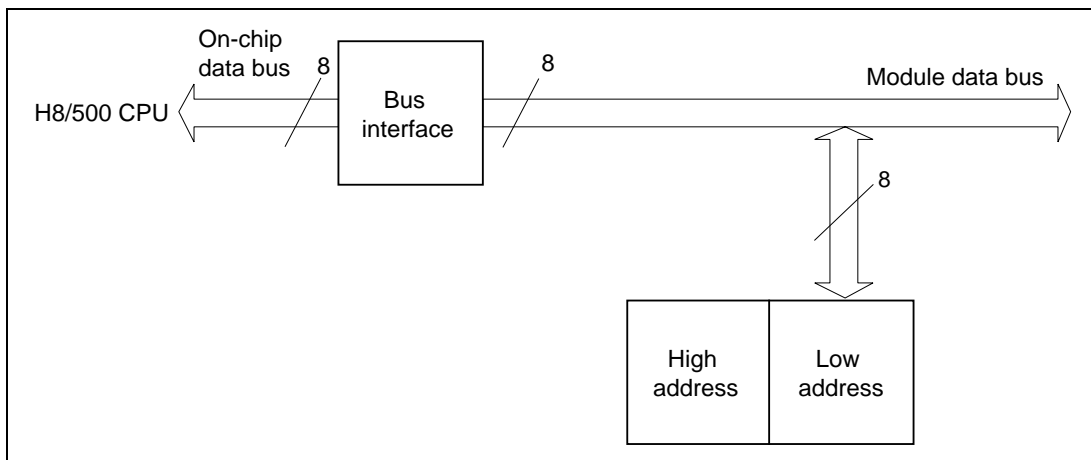 On-chip
data bus
8
8
H8/500 CPU
Bus
interface
Module data bus
8
High
address
Low
address